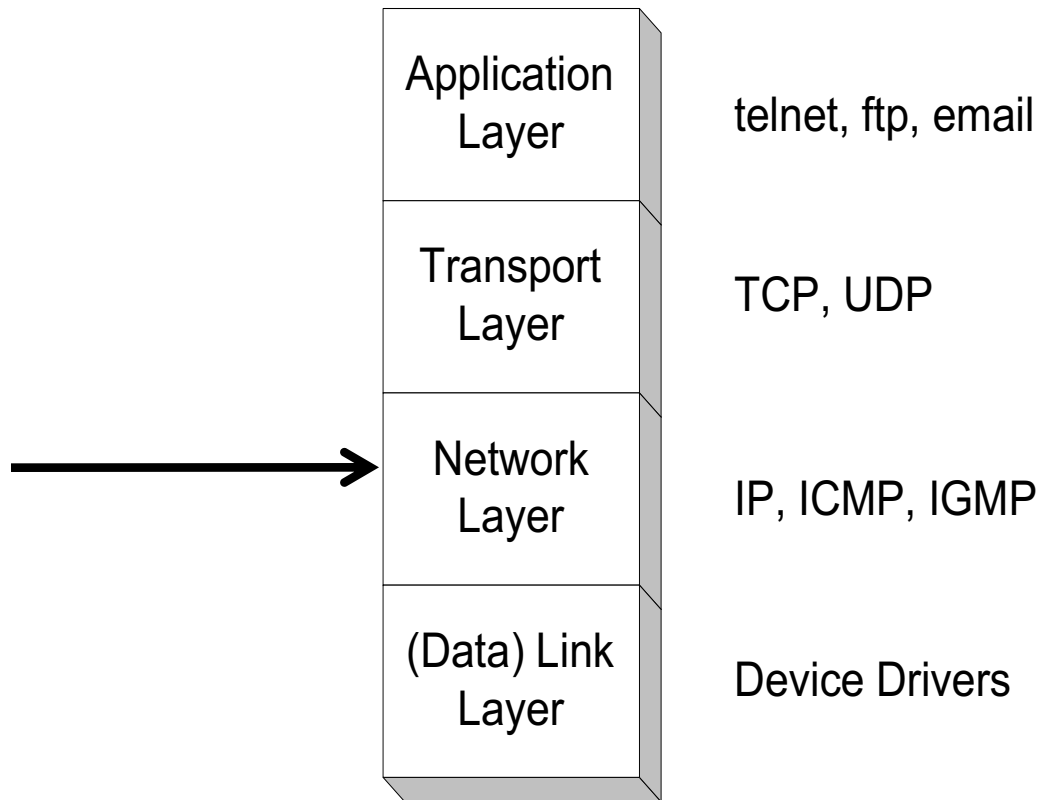 Application
Layer
telnet, ftp, email
Transport
Layer
TCP, UDP
Network
Layer
IP, ICMP, IGMP
(Data) Link
Layer
Device Drivers